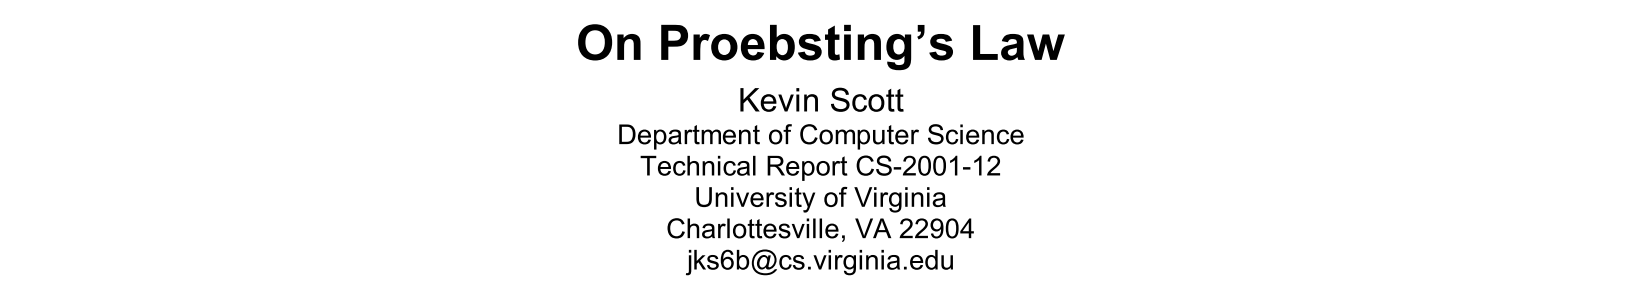 On Proebsting’s Law
Kevin Scott
Department of Computer Science
Technical Report CS-2001-12
University of Virginia
Charlottesville, VA 22904
jks6b@cs.virginia.edu